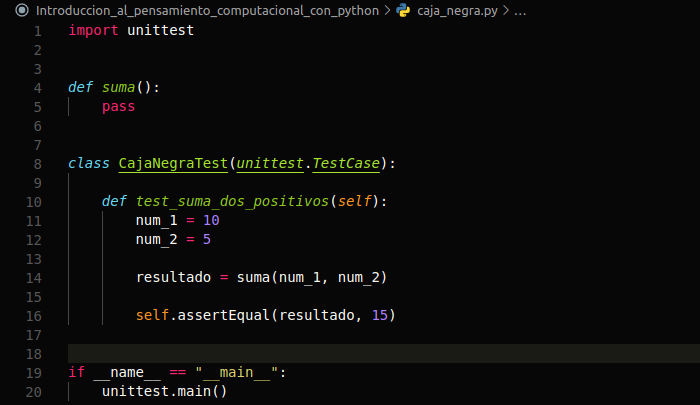 Introduccion_al_pensamiento_computacional_con_python > caja_negra.py > ...
1 import unittest
2
3
4 def suma():
5     pass
6
7
8 class CajaNegraTest(unittest.TestCase):
9
10     def test_suma_dos_positivos(self):
11         num_1 = 10
12         num_2 = 5
13
14         resultado = suma(num_1, num_2)
15
16         self.assertEqual(resultado, 15)
17
18
19 if __name__ == "__main__":
20     unittest.main()